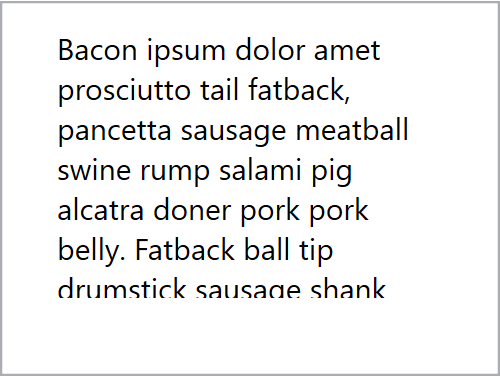 Bacon ipsum dolor amet
prosciutto tail fatback,
pancetta sausage meatball
swine rump salami pig
alcatra doner pork pork
belly. Fatback ball tip
drumstick sausage shank